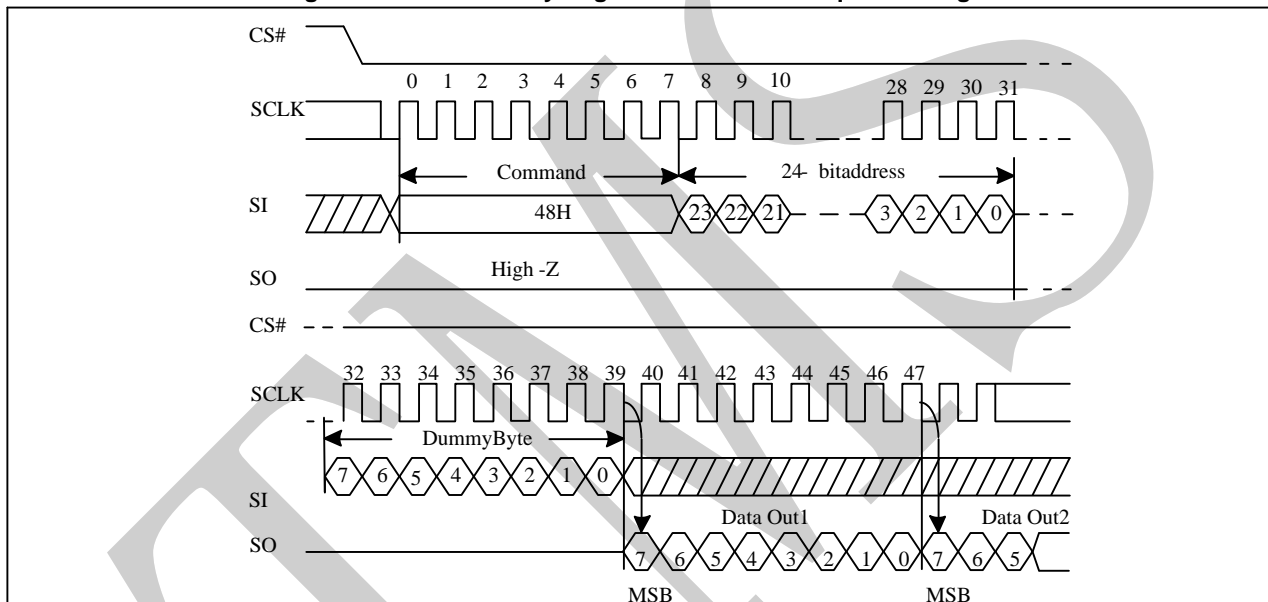 CS#
0 1 2 3 4 5 6 7 8 9 10 28 29 30 31
SCLK
Command 24- bitaddress
SI 48H 23 22 21 3 2 1 0
High -Z
SO
CS#
32 33 34 35 36 37 38 39 40 41 42 43 44 45 46 47
SCLK
DummyByte
7 6 5 4 3 2 1 0
SI
Data Out1 Data Out2
SO 7 6 5 4 3 2 1 0 7 6 5
MSB MSB